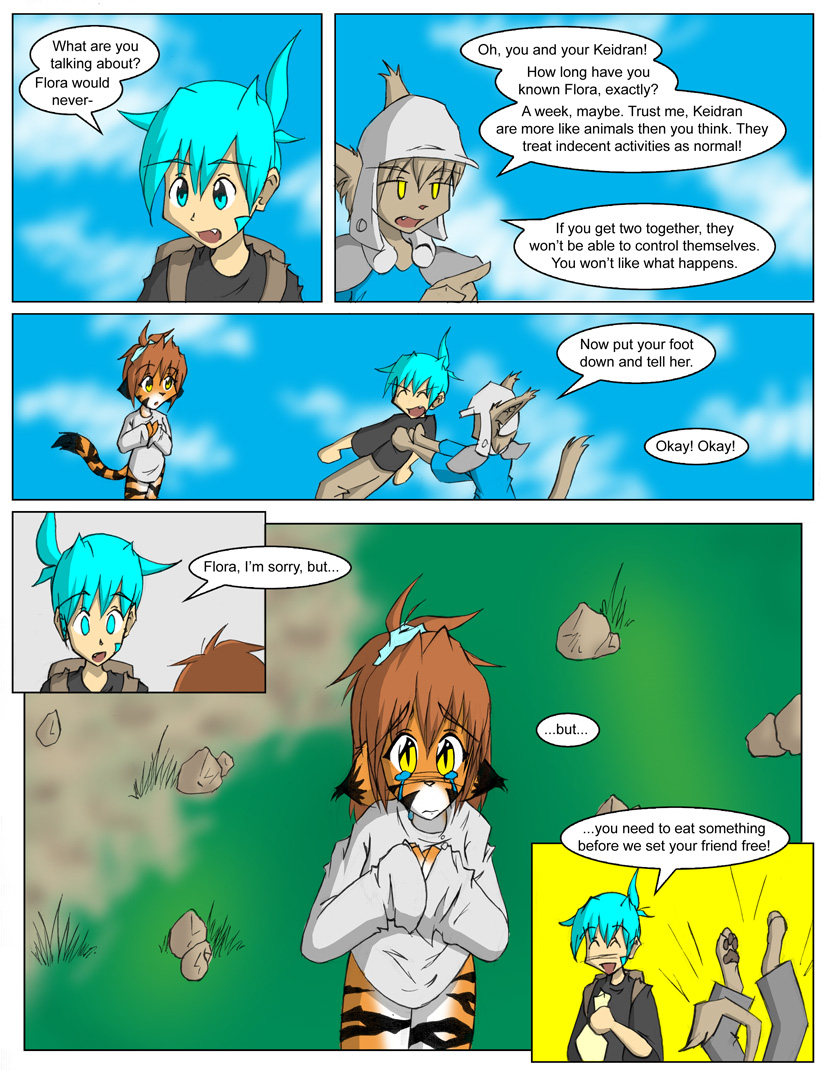 What are you
talking about?
Flora would
never-
Oh, you and your Keidran!
How long have you
known Flora, exactly?
A week, maybe. Trust me, Keidran
are more like animals then you think. They
treat indecent activities as normal!
If you get two together, they
won't be able to control themselves.
You won't like what happens.
Now put your foot
down and tell her.
Okay! Okay!
Flora, I'm sorry, but...
...but...
...you need to eat something
before we set your friend free!